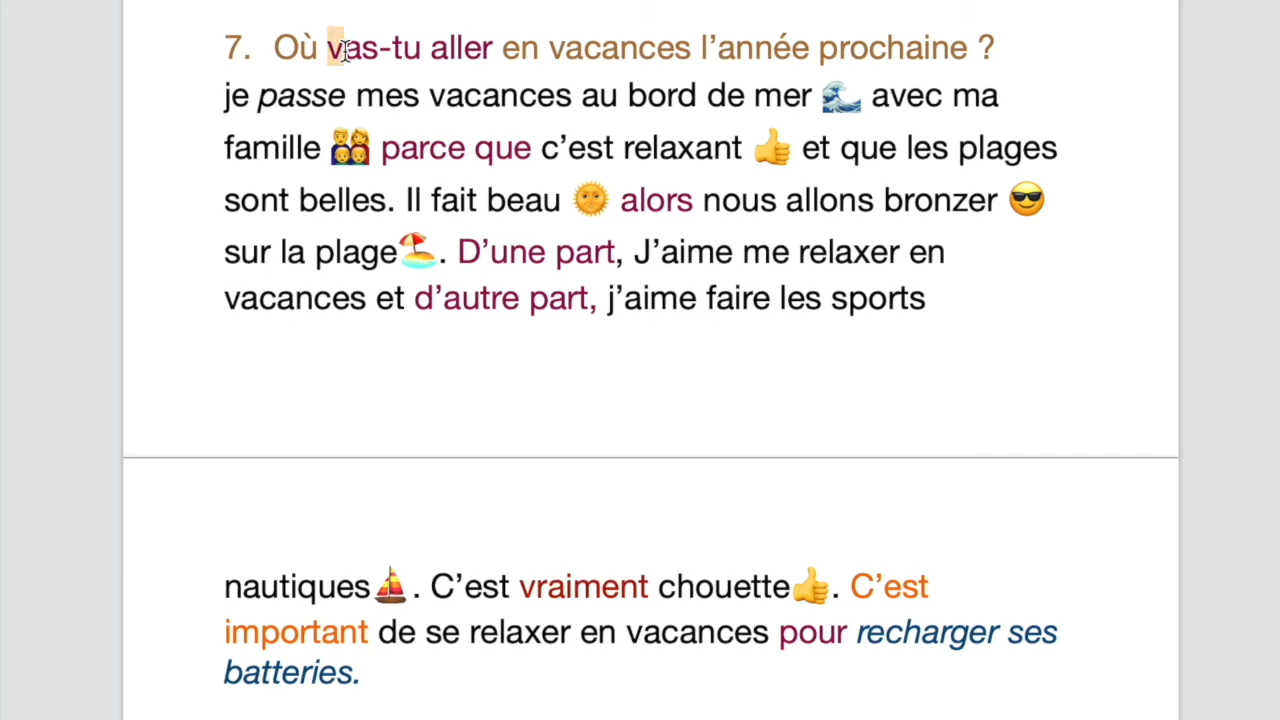 7. Où vas-tu aller en vacances l’année prochaine ?
je passe mes vacances au bord de mer 🌊 avec ma
famille 👨‍👩‍👦‍👦 parce que c’est relaxant 👍 et que les plages
sont belles. Il fait beau 🌞 alors nous allons bronzer 😎
sur la plage🏖️. D’une part, J’aime me relaxer en
vacances et d’autre part, j’aime faire les sports
nautiques⛵. C’est vraiment chouette👍. C’est
important de se relaxer en vacances pour recharger ses
batteries.